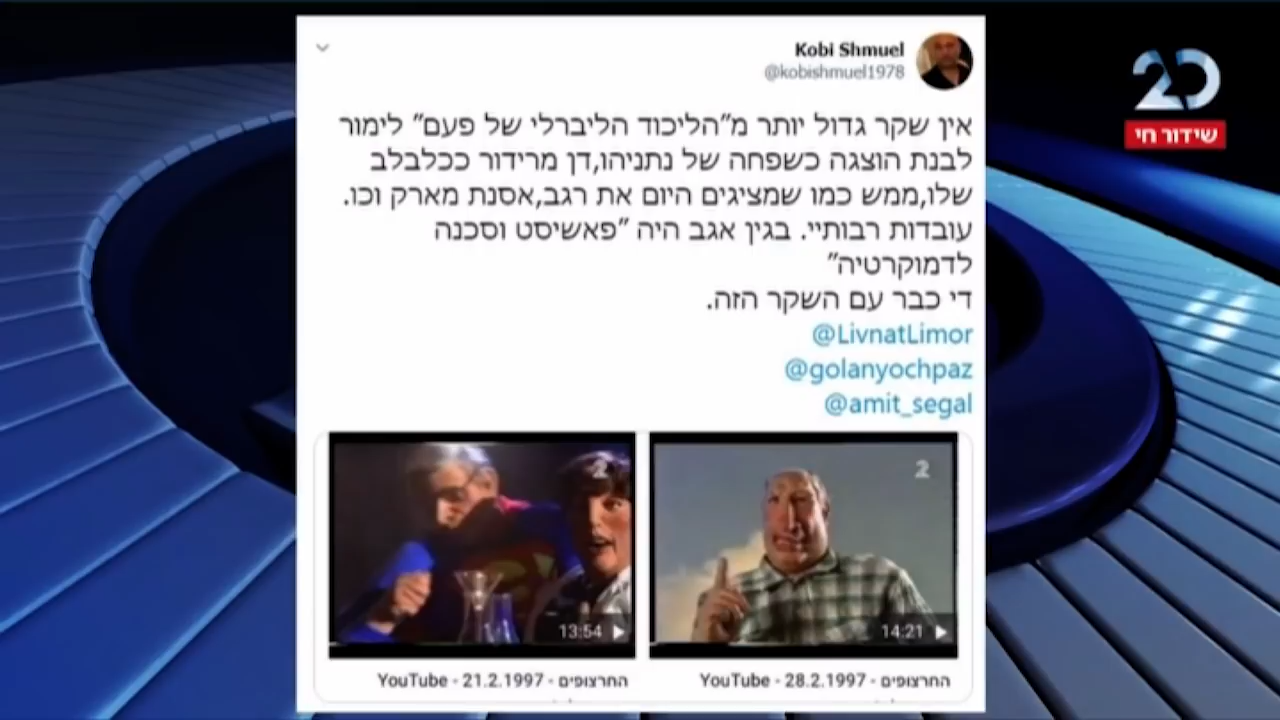 Kobi Shmuel
@kobishmuel1978
20
שידור חי
אין שקר גדול יותר מ"הליכוד הליברלי של פעם" לימור
לבנת הוצגה כשפחה של נתניהו,דן מרידור ככלבלב
שלו,ממש כמו שמציגים היום את רגב,אסנת מארק וכו.
עובדות רבותיי. בגין אגב היה "פאשיסט וסכנה
לדמוקרטיה"
די כבר עם השקר הזה.
@LivnatLimor
@golanyochpaz
@amit_segal
2
14:21
2
13:54
החרצופים - 28.2.1997 - YouTube
החרצופים - 21.2.1997 - YouTube